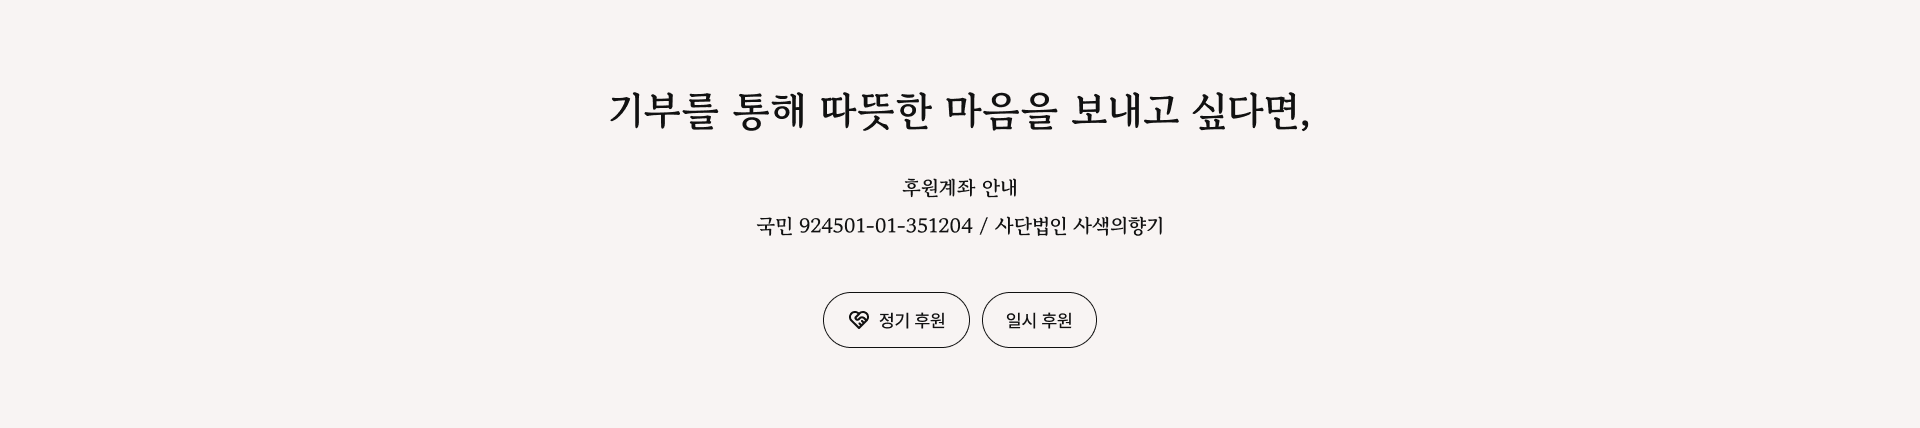 기부를 통해 따뜻한 마음을 보내고 싶다면,
후원계좌 안내
국민 924501-01-351204 / 사단법인 사색의향기
정기 후원
일시 후원